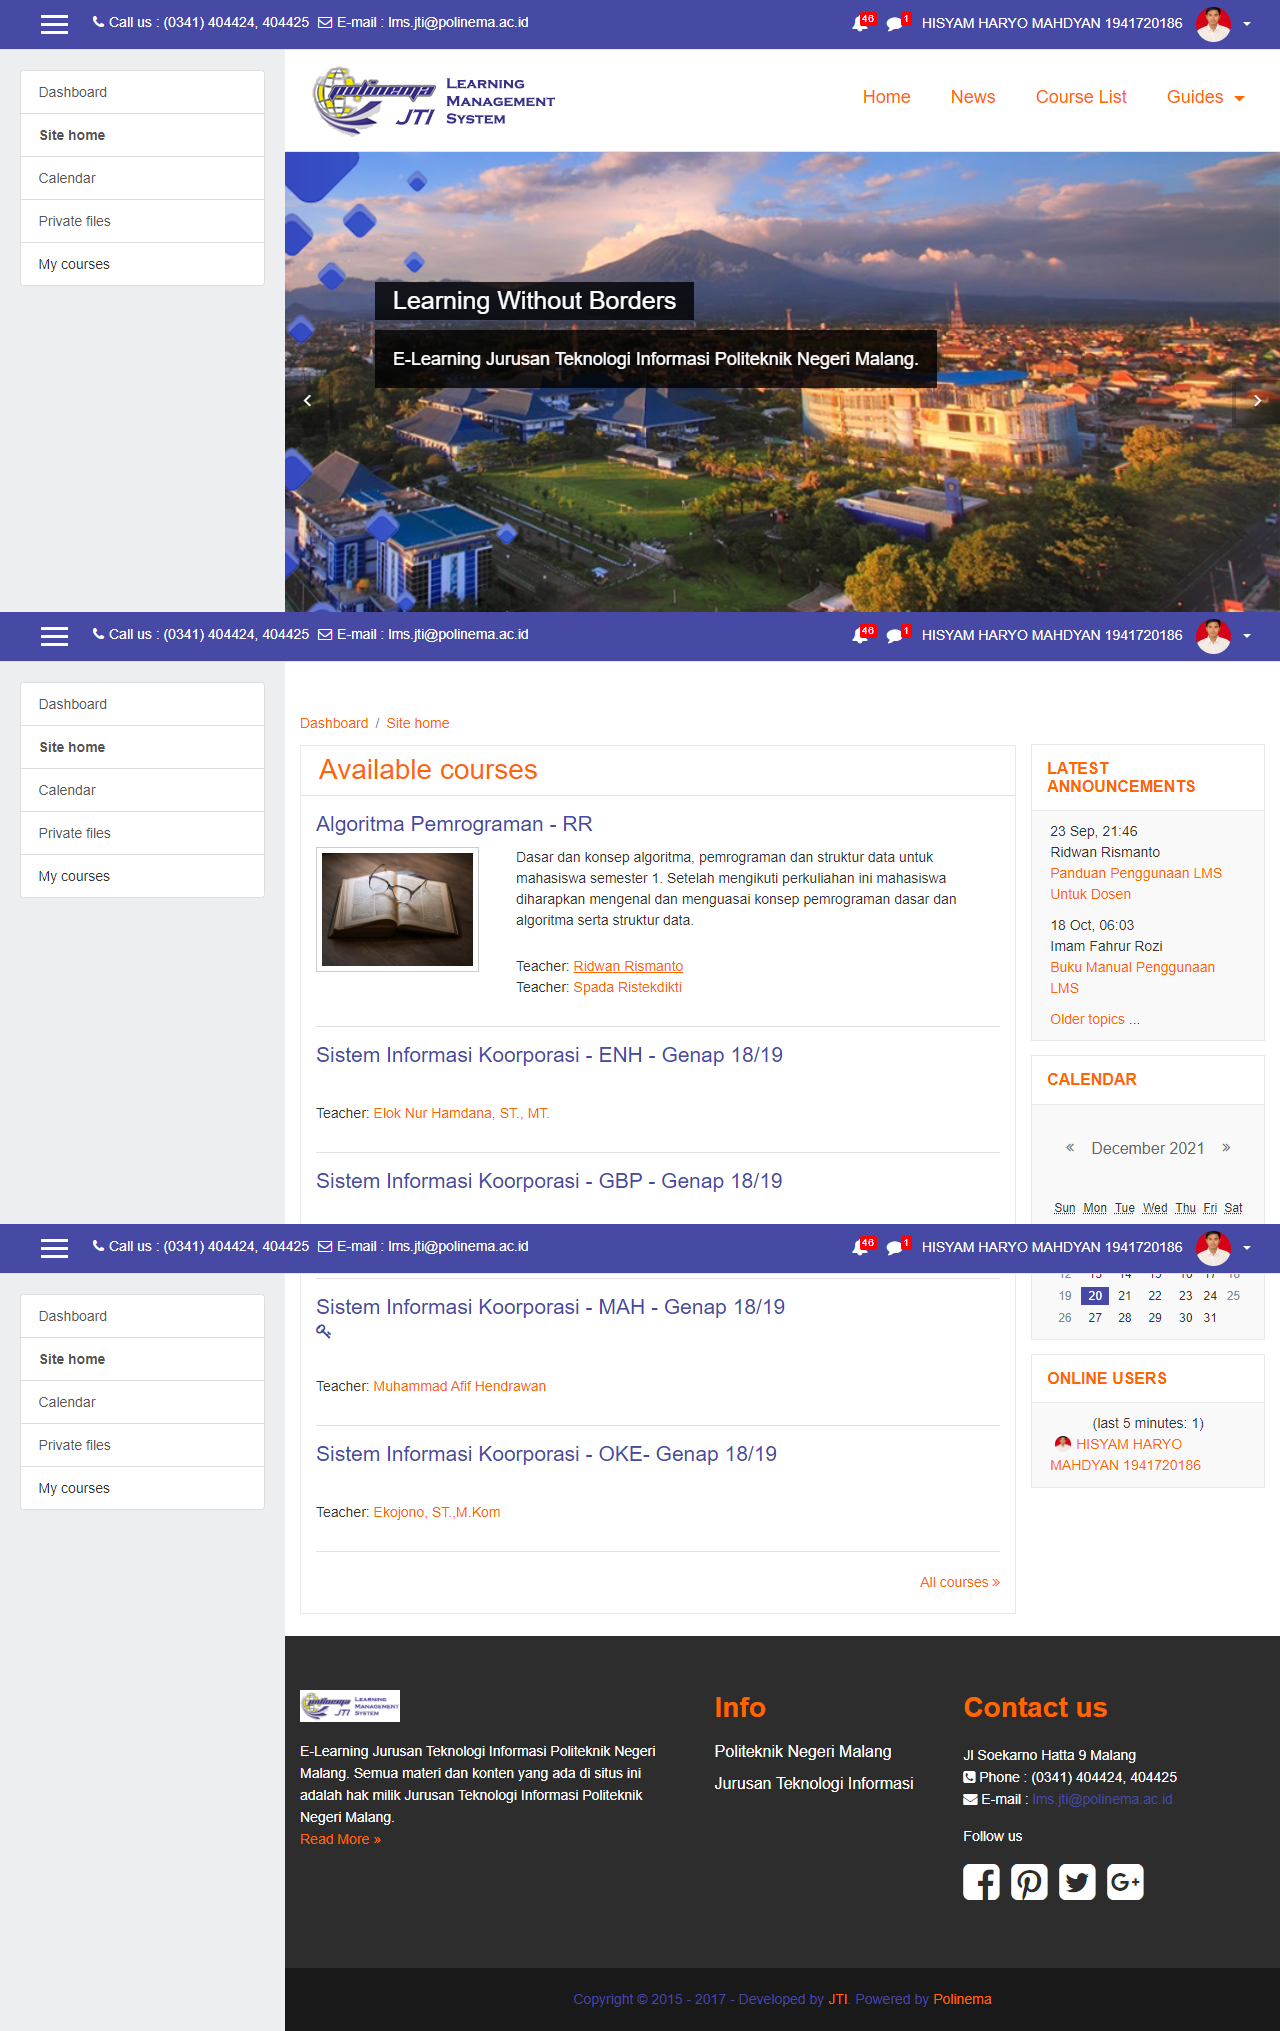 Call us : (0341) 404424, 404425 E-mail : lms.jti@polinema.ac.id 46 1 HISYAM HARYO MAHDYAN 1941720186
Dashboard
Site home
Calendar
Private files
My courses
polinema JTI
LEARNING
MANAGEMENT
SYSTEM
Home News Course List Guides
Learning Without Borders
E-Learning Jurusan Teknologi Informasi Politeknik Negeri Malang.
Call us : (0341) 404424, 404425 E-mail : lms.jti@polinema.ac.id 46 1 HISYAM HARYO MAHDYAN 1941720186
Dashboard
Site home
Calendar
Private files
My courses
Dashboard / Site home
Available courses
Algoritma Pemrograman - RR
Dasar dan konsep algoritma, pemrograman dan struktur data untuk
mahasiswa semester 1. Setelah mengikuti perkuliahan ini mahasiswa
diharapkan mengenal dan menguasai konsep pemrograman dasar dan
algoritma serta struktur data.
Teacher: Ridwan Rismanto
Teacher: Spada Ristekdikti
Sistem Informasi Koorporasi - ENH - Genap 18/19
Teacher: Elok Nur Hamdana, ST., MT.
Sistem Informasi Koorporasi - GBP - Genap 18/19
LATEST
ANNOUNCEMENTS
23 Sep, 21:46
Ridwan Rismanto
Panduan Penggunaan LMS
Untuk Dosen
18 Oct, 06:03
Imam Fahrur Rozi
Buku Manual Penggunaan
LMS
Older topics ...
CALENDAR
« December 2021 »
Sun Mon Tue Wed Thu Fri Sat
Call us : (0341) 404424, 404425 E-mail : lms.jti@polinema.ac.id 46 1 HISYAM HARYO MAHDYAN 1941720186
Dashboard
Site home
Calendar
Private files
My courses
Sistem Informasi Koorporasi - MAH - Genap 18/19
Teacher: Muhammad Afif Hendrawan
Sistem Informasi Koorporasi - OKE- Genap 18/19
Teacher: Ekojono, ST.,M.Kom
All courses »
12 13 14 15 16 17 18
19 20 21 22 23 24 25
26 27 28 29 30 31
ONLINE USERS
(last 5 minutes: 1)
HISYAM HARYO
MAHDYAN 1941720186
polinema JTI
LEARNING
MANAGEMENT
SYSTEM
E-Learning Jurusan Teknologi Informasi Politeknik Negeri
Malang. Semua materi dan konten yang ada di situs ini
adalah hak milik Jurusan Teknologi Informasi Politeknik
Negeri Malang.
Read More »
Info
Politeknik Negeri Malang
Jurusan Teknologi Informasi
Contact us
Jl Soekarno Hatta 9 Malang
Phone : (0341) 404424, 404425
E-mail : lms.jti@polinema.ac.id
Follow us
Copyright © 2015 - 2017 - Developed by JTI. Powered by Polinema